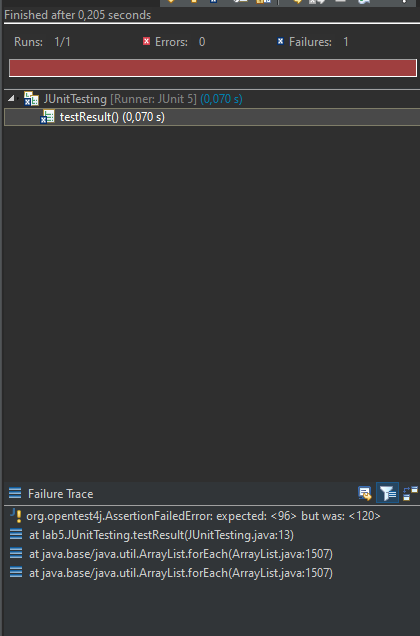 Finished after 0,205 seconds
Runs: 1/1 Errors: 0 Failures: 1
JUnitTesting [Runner: JUnit 5] (0,070 s)
testResult() (0,070 s)
Failure Trace
org.opentest4j.AssertionFailedError: expected: <96> but was: <120>
at lab5.JUnitTesting.testResult(JUnitTesting.java:13)
at java.base/java.util.ArrayList.forEach(ArrayList.java:1507)
at java.base/java.util.ArrayList.forEach(ArrayList.java:1507)